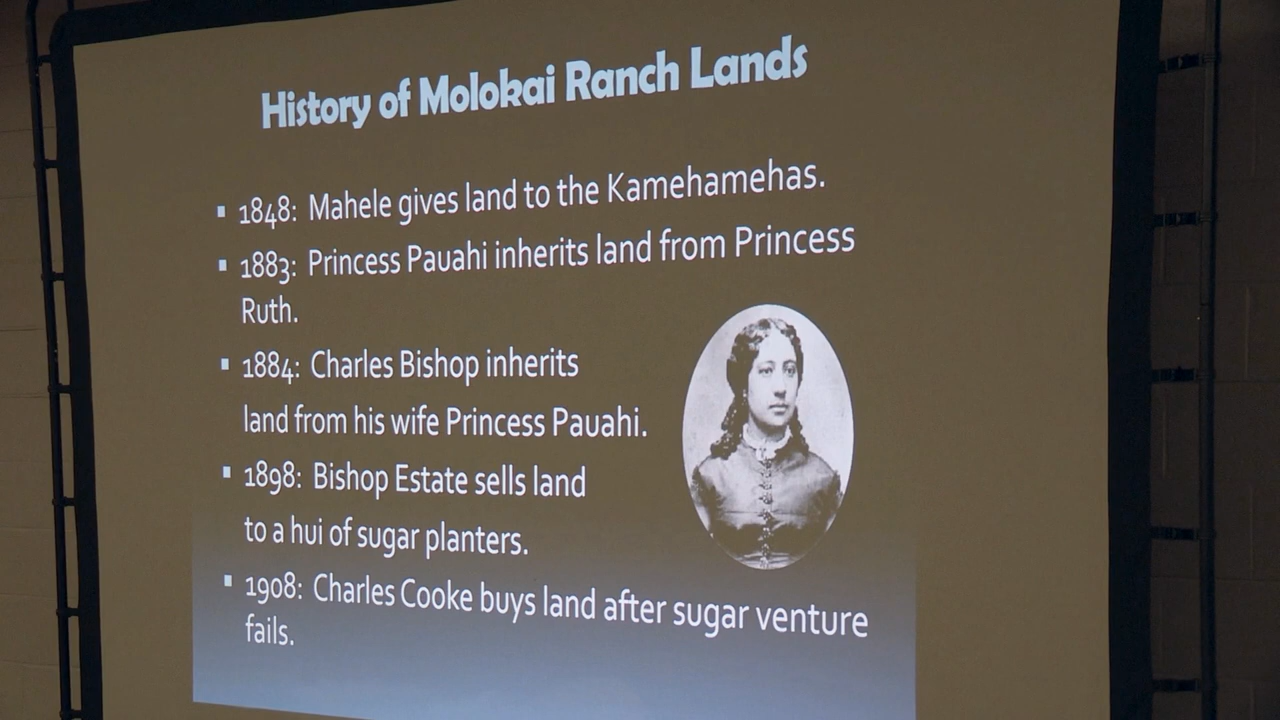 History of Molokai Ranch Lands
▪ 1848: Mahele gives land to the Kamehamehas.
▪ 1883: Princess Pauahi inherits land from Princess
Ruth.
▪ 1884: Charles Bishop inherits
land from his wife Princess Pauahi.
▪ 1898: Bishop Estate sells land
to a hui of sugar planters.
▪ 1908: Charles Cooke buys land after sugar venture
fails.